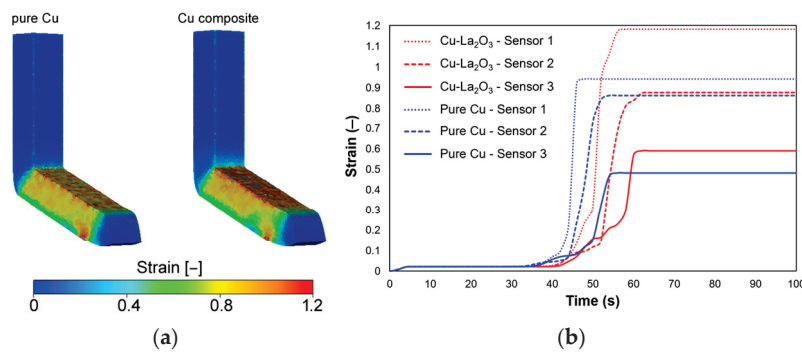 pure Cu
Cu composite
Strain [–]
0
0.4
0.8
1.2
(a)
1.2
1.1
1
0.9
0.8
0.7
0.6
0.5
0.4
0.3
0.2
0.1
0
Strain (–)
Cu-La₂O₃ - Sensor 1
Cu-La₂O₃ - Sensor 2
Cu-La₂O₃ - Sensor 3
Pure Cu - Sensor 1
Pure Cu - Sensor 2
Pure Cu - Sensor 3
0 10 20 30 40 50 60 70 80 90 100
Time (s)
(b)